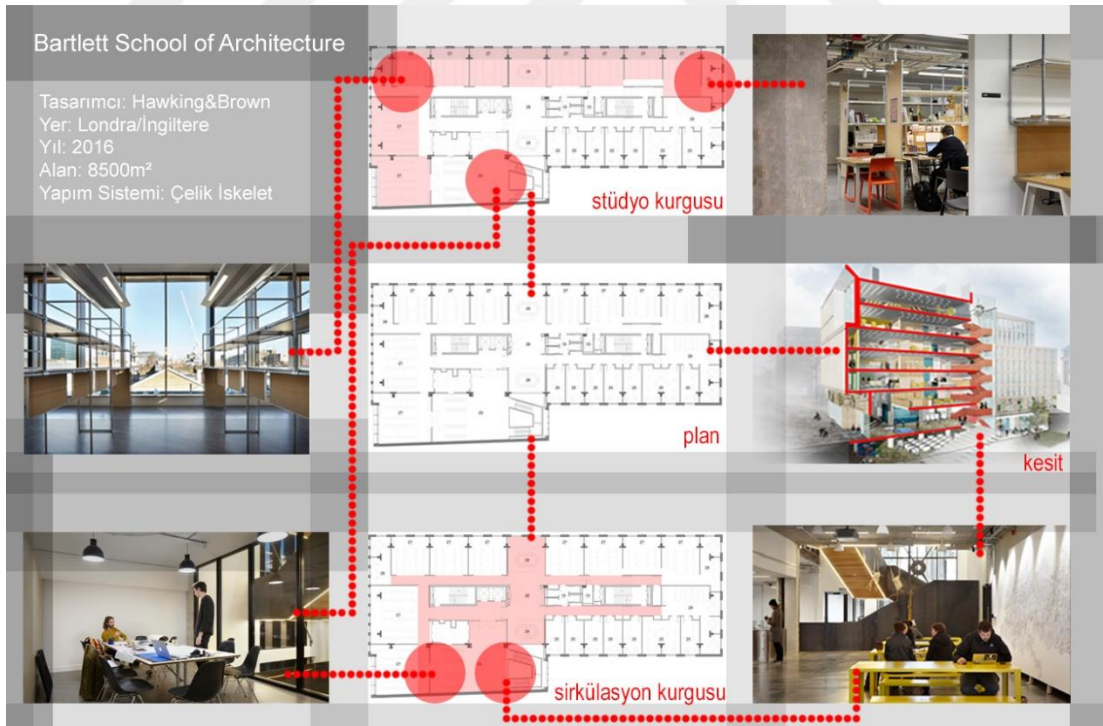 Bartlett School of Architecture
Tasarımcı: Hawking&Brown
Yer: Londra/İngiltere
Yıl: 2016
Alan: 8500m²
Yapım Sistemi: Çelik İskelet
stüdyo kurgusu
plan
kesit
sirkülasyon kurgusu